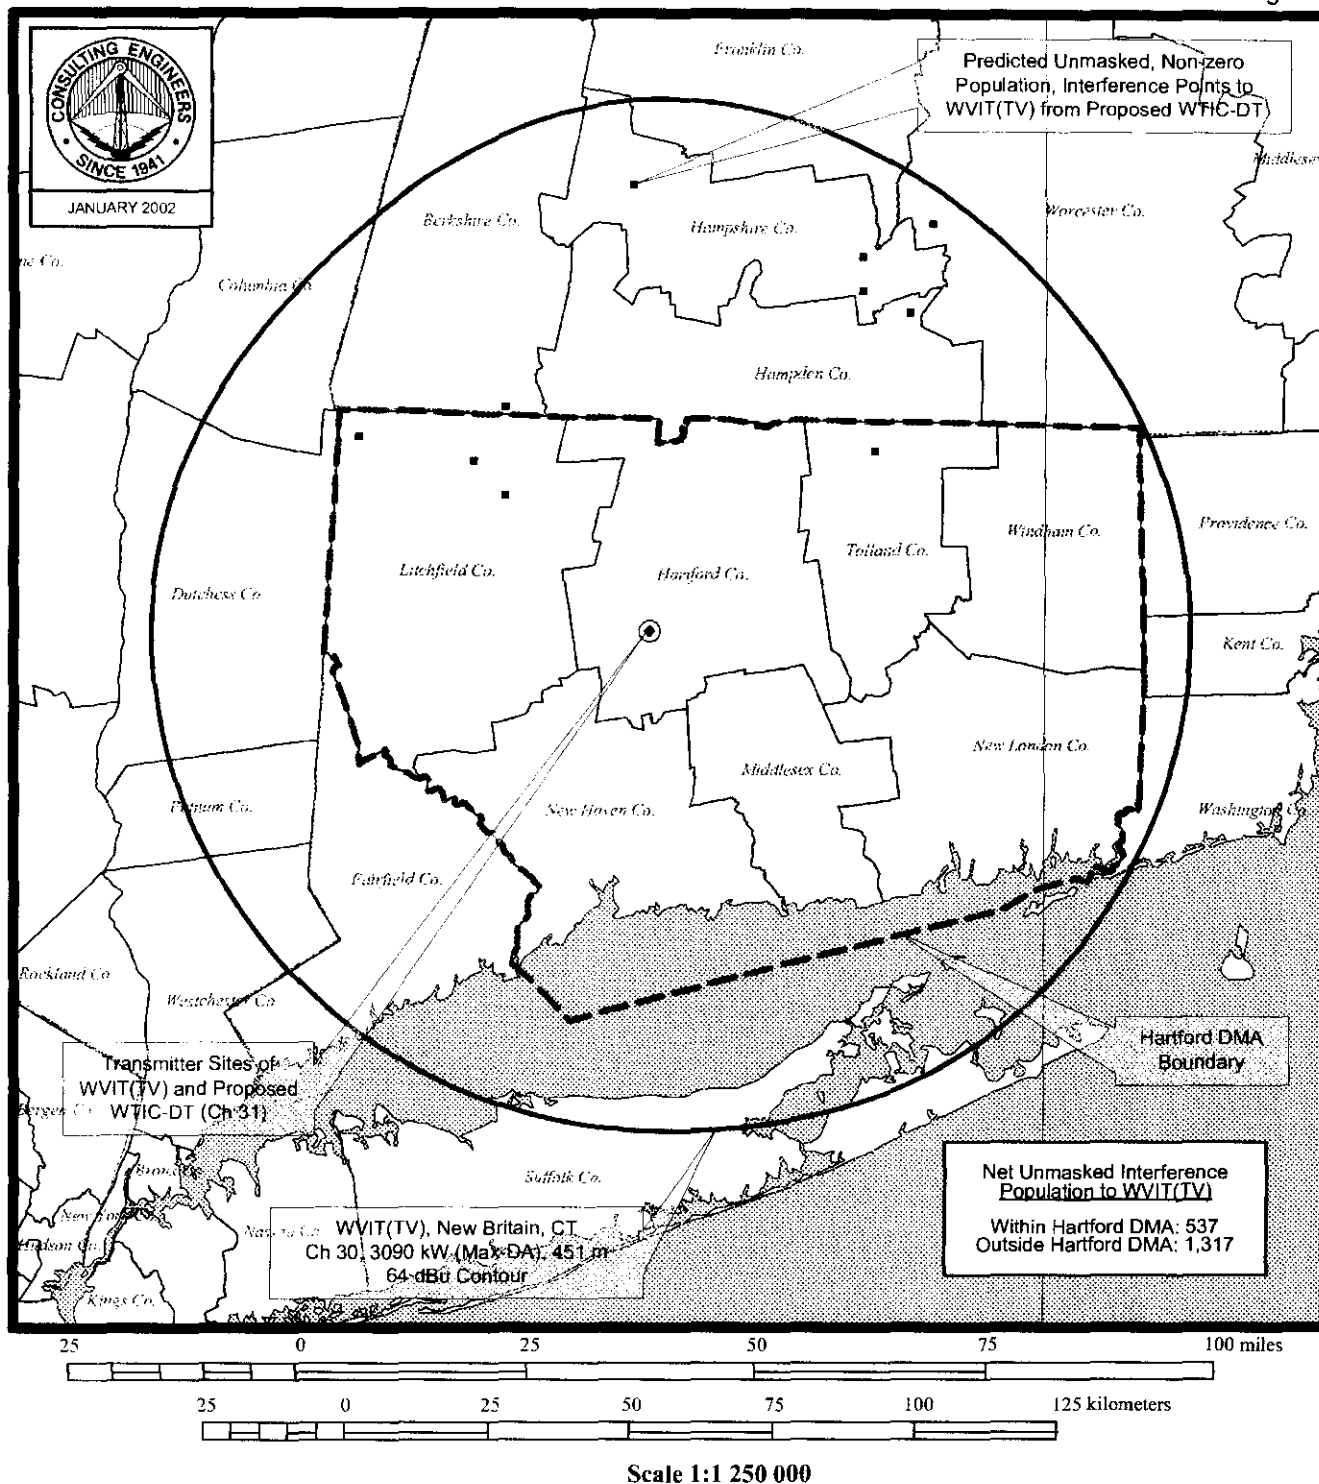 CONSULTING ENGINEERS
SINCE 1941
JANUARY 2002
Franklin Co.
Predicted Unmasked, Non-zero
Population, Interference Points to
WVIT(TV) from Proposed WTIC-DT
Berkshire Co.
Hampshire Co.
Worcester Co.
Columbia Co.
Hampden Co.
Litchfield Co.
Hartford Co.
Tolland Co.
Windham Co.
Providence Co.
Dutchess Co.
Kent Co.
Putnam Co.
New Haven Co.
Middlesex Co.
New London Co.
Washington Co.
Fairfield Co.
Rockland Co.
Westchester Co.
Transmitter Sites of
WVIT(TV) and Proposed
WTIC-DT (Ch 31)
Hartford DMA
Boundary
Suffolk Co.
Hudson Co.
Kings Co.
WVIT(TV), New Britain, CT
Ch 30, 3090 kW (Max-DA), 451 m
64 dBu Contour
Net Unmasked Interference
Population to WVIT(TV)
Within Hartford DMA: 537
Outside Hartford DMA: 1,317
25 0 25 50 75 100 miles
25 0 25 50 75 100 125 kilometers
Scale 1:1 250 000